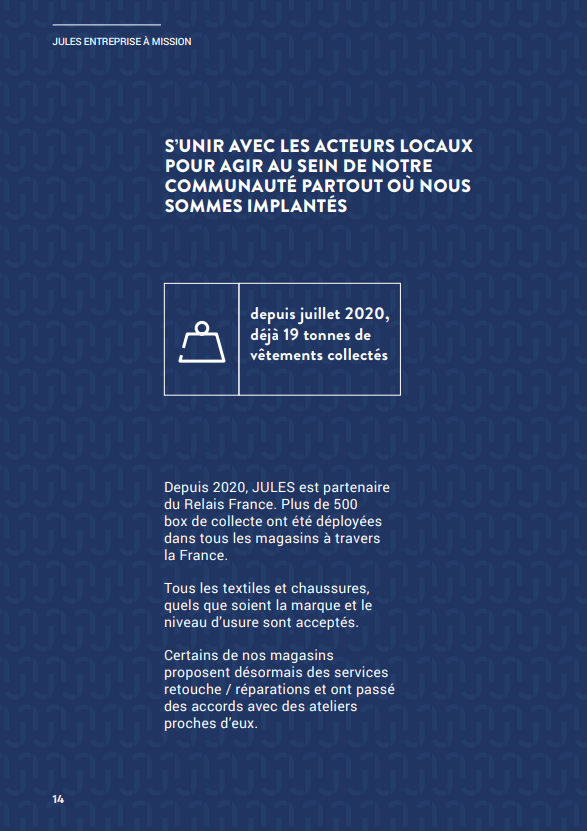 JULES ENTREPRISE À MISSION
S’UNIR AVEC LES ACTEURS LOCAUX
POUR AGIR AU SEIN DE NOTRE
COMMUNAUTÉ PARTOUT OÙ NOUS
SOMMES IMPLANTÉS
depuis juillet 2020,
déjà 19 tonnes de
vêtements collectés
Depuis 2020, JULES est partenaire
du Relais France. Plus de 500
box de collecte ont été déployées
dans tous les magasins à travers
la France.
Tous les textiles et chaussures,
quels que soient la marque et le
niveau d’usure sont acceptés.
Certains de nos magasins
proposent désormais des services
retouche / réparations et ont passé
des accords avec des ateliers
proches d’eux.
14